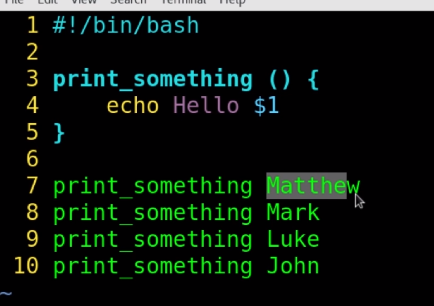 File Edit View Search Terminal Help
1 #!/bin/bash
2
3 print_something () {
4     echo Hello $1
5 }
6
7 print_something Matthew
8 print_something Mark
9 print_something Luke
10 print_something John
~